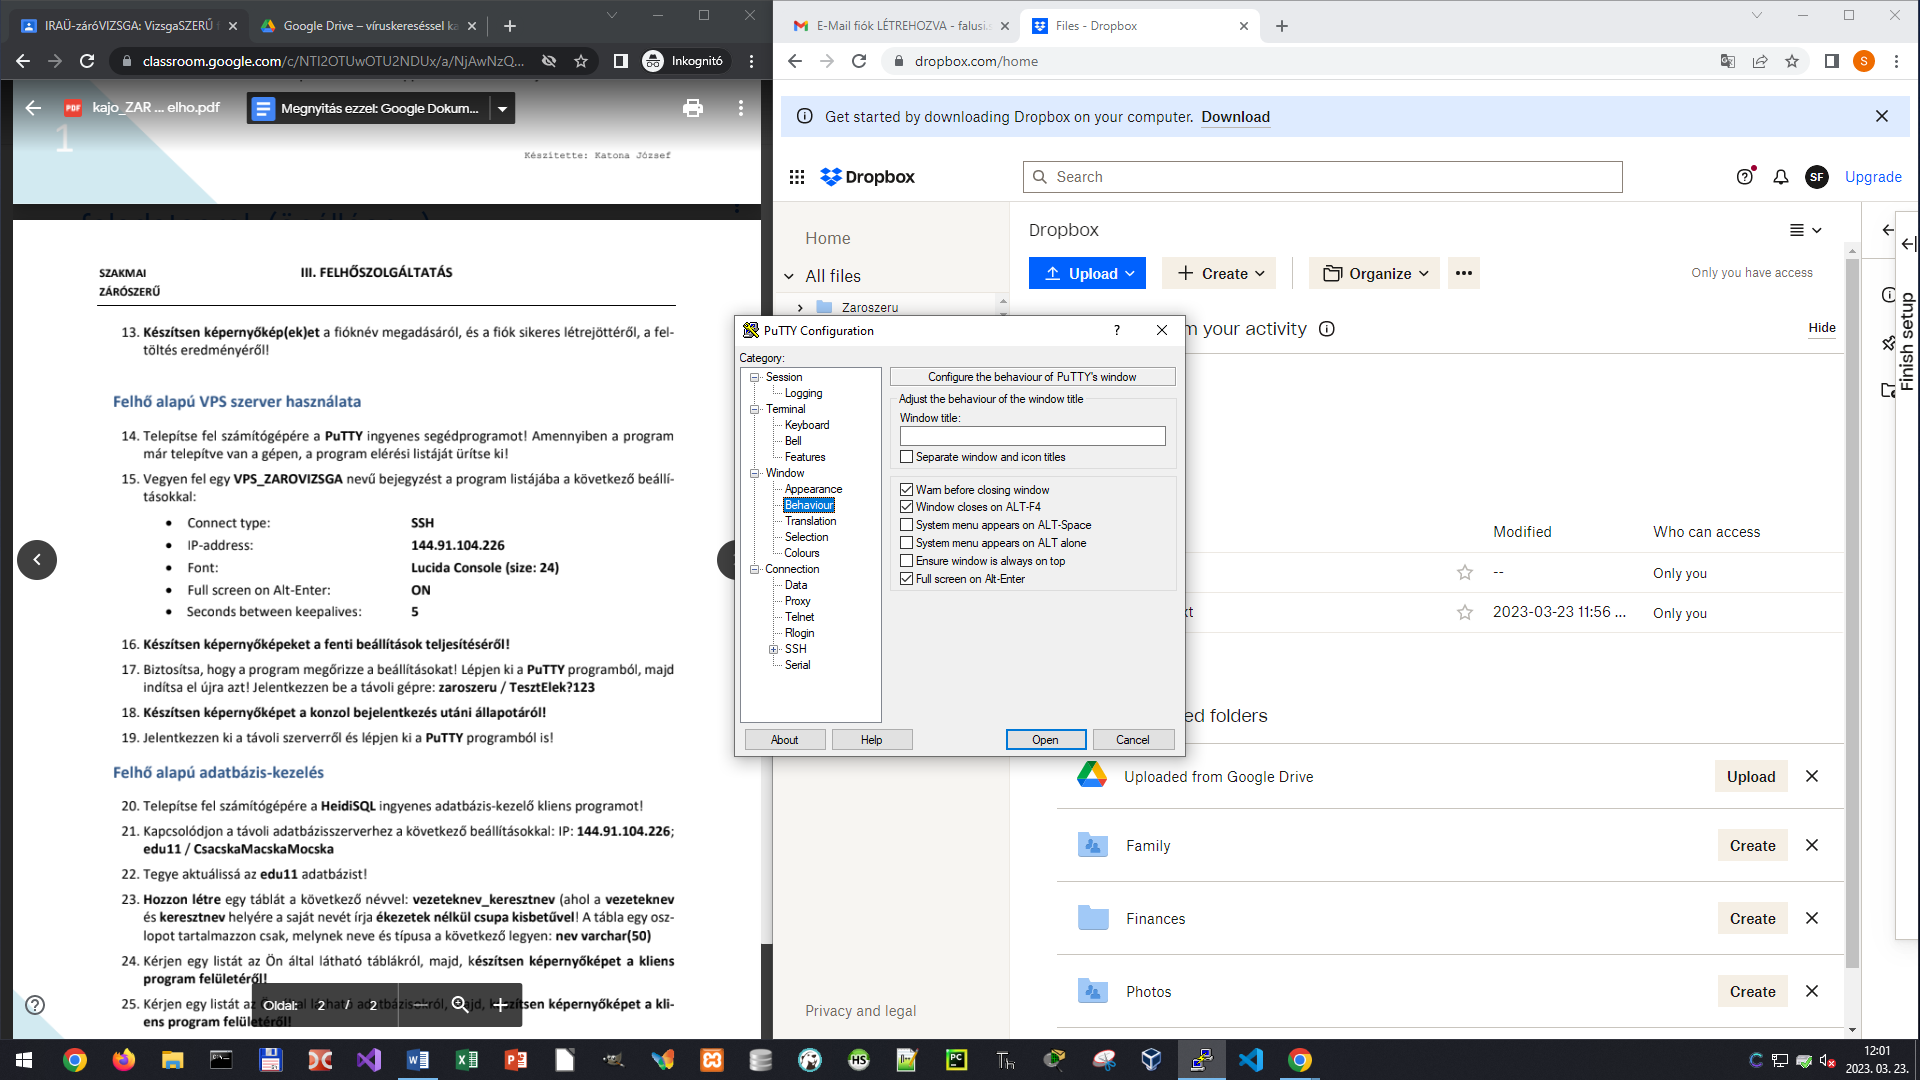 IRAÜ-záróVIZSGA: VizsgaSZERŰ
Google Drive – víruskereséssel ka
classroom.google.com/c/NTI2OTUwOTU2NDUx/a/NjAwNzQ...
Inkognitó
kajo_ZÁR ... elho.pdf
Megnyitás ezzel: Google Dokum...
1
Készítette: Katona József
SZAKMAI
ZÁRÓSZERŰ
III. FELHŐSZOLGÁLTATÁS
13. Készítsen képernyőkép(ek)et a fióknév megadásáról, és a fiók sikeres létrejöttéről, a fel-
töltés eredményéről!
Felhő alapú VPS szerver használata
14. Telepítse fel számítógépére a PuTTY ingyenes segédprogramot! Amennyiben a program
már telepítve van a gépen, a program elérési listáját ürítse ki!
15. Vegyen fel egy VPS_ZAROVIZSGA nevű bejegyzést a program listájába a következő beállí-
tásokkal:
• Connect type: SSH
• IP-address: 144.91.104.226
• Font: Lucida Console (size: 24)
• Full screen on Alt-Enter: ON
• Seconds between keepalives: 5
16. Készítsen képernyőképeket a fenti beállítások teljesítéséről!
17. Biztosítsa, hogy a program megőrizze a beállításokat! Lépjen ki a PuTTY programból, majd
indítsa el újra azt! Jelentkezzen be a távoli gépre: zaroszeru / TesztElek?123
18. Készítsen képernyőképet a konzol bejelentkezés utáni állapotáról!
19. Jelentkezzen ki a távoli szerverről és lépjen ki a PuTTY programból is!
Felhő alapú adatbázis-kezelés
20. Telepítse fel számítógépére a HeidiSQL ingyenes adatbázis-kezelő kliens programot!
21. Kapcsolódjon a távoli adatbázisszerverhez a következő beállításokkal: IP: 144.91.104.226;
edu11 / CsacskaMacskaMocska
22. Tegye aktuálissá az edu11 adatbázist!
23. Hozzon létre egy táblát a következő névvel: vezeteknev_keresztnev (ahol a vezeteknev
és keresztnev helyére a saját nevét írja ékezetek nélkül csupa kisbetűvel! A tábla egy osz-
lopot tartalmazzon csak, melynek neve és típusa a következő legyen: nev varchar(50)
24. Kérjen egy listát az Ön által látható táblákról, majd, készítsen képernyőképet a kliens
program felületéről!
25. Kérjen egy listát az Ön által látható adatbázisokról, majd, készítsen képernyőképet a kli-
ens program felületéről!
Oldal: 2 / 2
E-Mail fiók LÉTREHOZVA - falusi.s
Files - Dropbox
dropbox.com/home
S
Get started by downloading Dropbox on your computer. Download
Dropbox
Search
SF
Upgrade
Home
All files
Zaroszeru
Dropbox
Upload
Create
Organize
Only you have access
m your activity
Hide
Finish setup
Modified
Who can access
--
Only you
xt
2023-03-23 11:56 ...
Only you
ed folders
Uploaded from Google Drive
Upload
Family
Create
Finances
Create
Photos
Create
Privacy and legal
PuTTY Configuration
?
Category:
Session
Logging
Terminal
Keyboard
Bell
Features
Window
Appearance
Behaviour
Translation
Selection
Colours
Connection
Data
Proxy
Telnet
Rlogin
SSH
Serial
Configure the behaviour of PuTTY's window
Adjust the behaviour of the window title
Window title:
Separate window and icon titles
Warn before closing window
Window closes on ALT-F4
System menu appears on ALT-Space
System menu appears on ALT alone
Ensure window is always on top
Full screen on Alt-Enter
About
Help
Open
Cancel
12:01
2023. 03. 23.